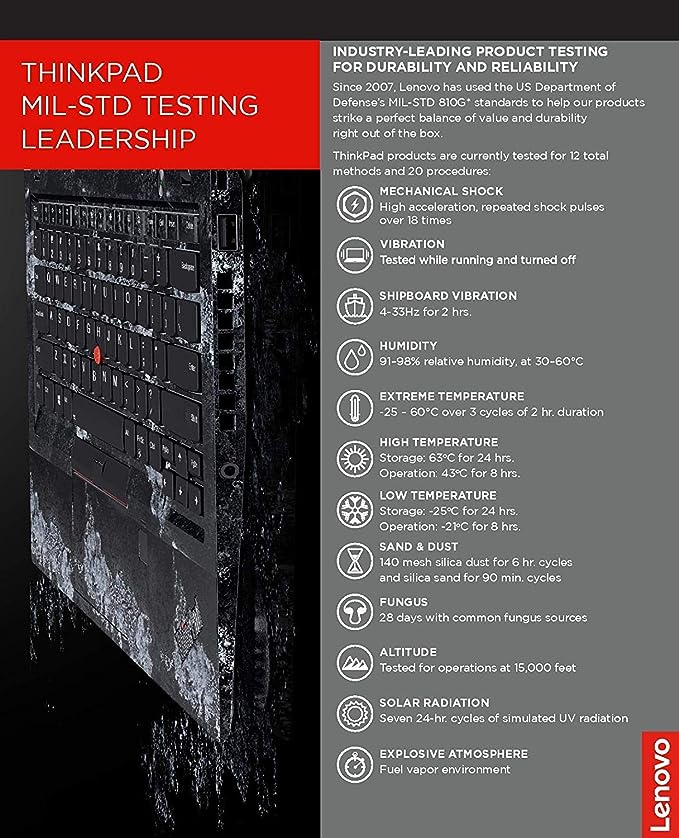 THINKPAD
MIL-STD TESTING
LEADERSHIP
INDUSTRY-LEADING PRODUCT TESTING
FOR DURABILITY AND RELIABILITY
Since 2007, Lenovo has used the US Department of
Defense's MIL-STD 810G* standards to help our products
strike a perfect balance of value and durability
right out of the box.
ThinkPad products are currently tested for 12 total
methods and 20 procedures:
MECHANICAL SHOCK
High acceleration, repeated shock pulses
over 18 times
VIBRATION
Tested while running and turned off
SHIPBOARD VIBRATION
4-33Hz for 2 hrs.
HUMIDITY
91-98% relative humidity, at 30-60°C
EXTREME TEMPERATURE
-25 - 60°C over 3 cycles of 2 hr. duration
HIGH TEMPERATURE
Storage: 63°C for 24 hrs.
Operation: 43°C for 8 hrs.
LOW TEMPERATURE
Storage: -25°C for 24 hrs.
Operation: -21°C for 8 hrs.
SAND & DUST
140 mesh silica dust for 6 hr. cycles
and silica sand for 90 min. cycles
FUNGUS
28 days with common fungus sources
ALTITUDE
Tested for operations at 15,000 feet
SOLAR RADIATION
Seven 24-hr. cycles of simulated UV radiation
EXPLOSIVE ATMOSPHERE
Fuel vapor environment
Lenovo